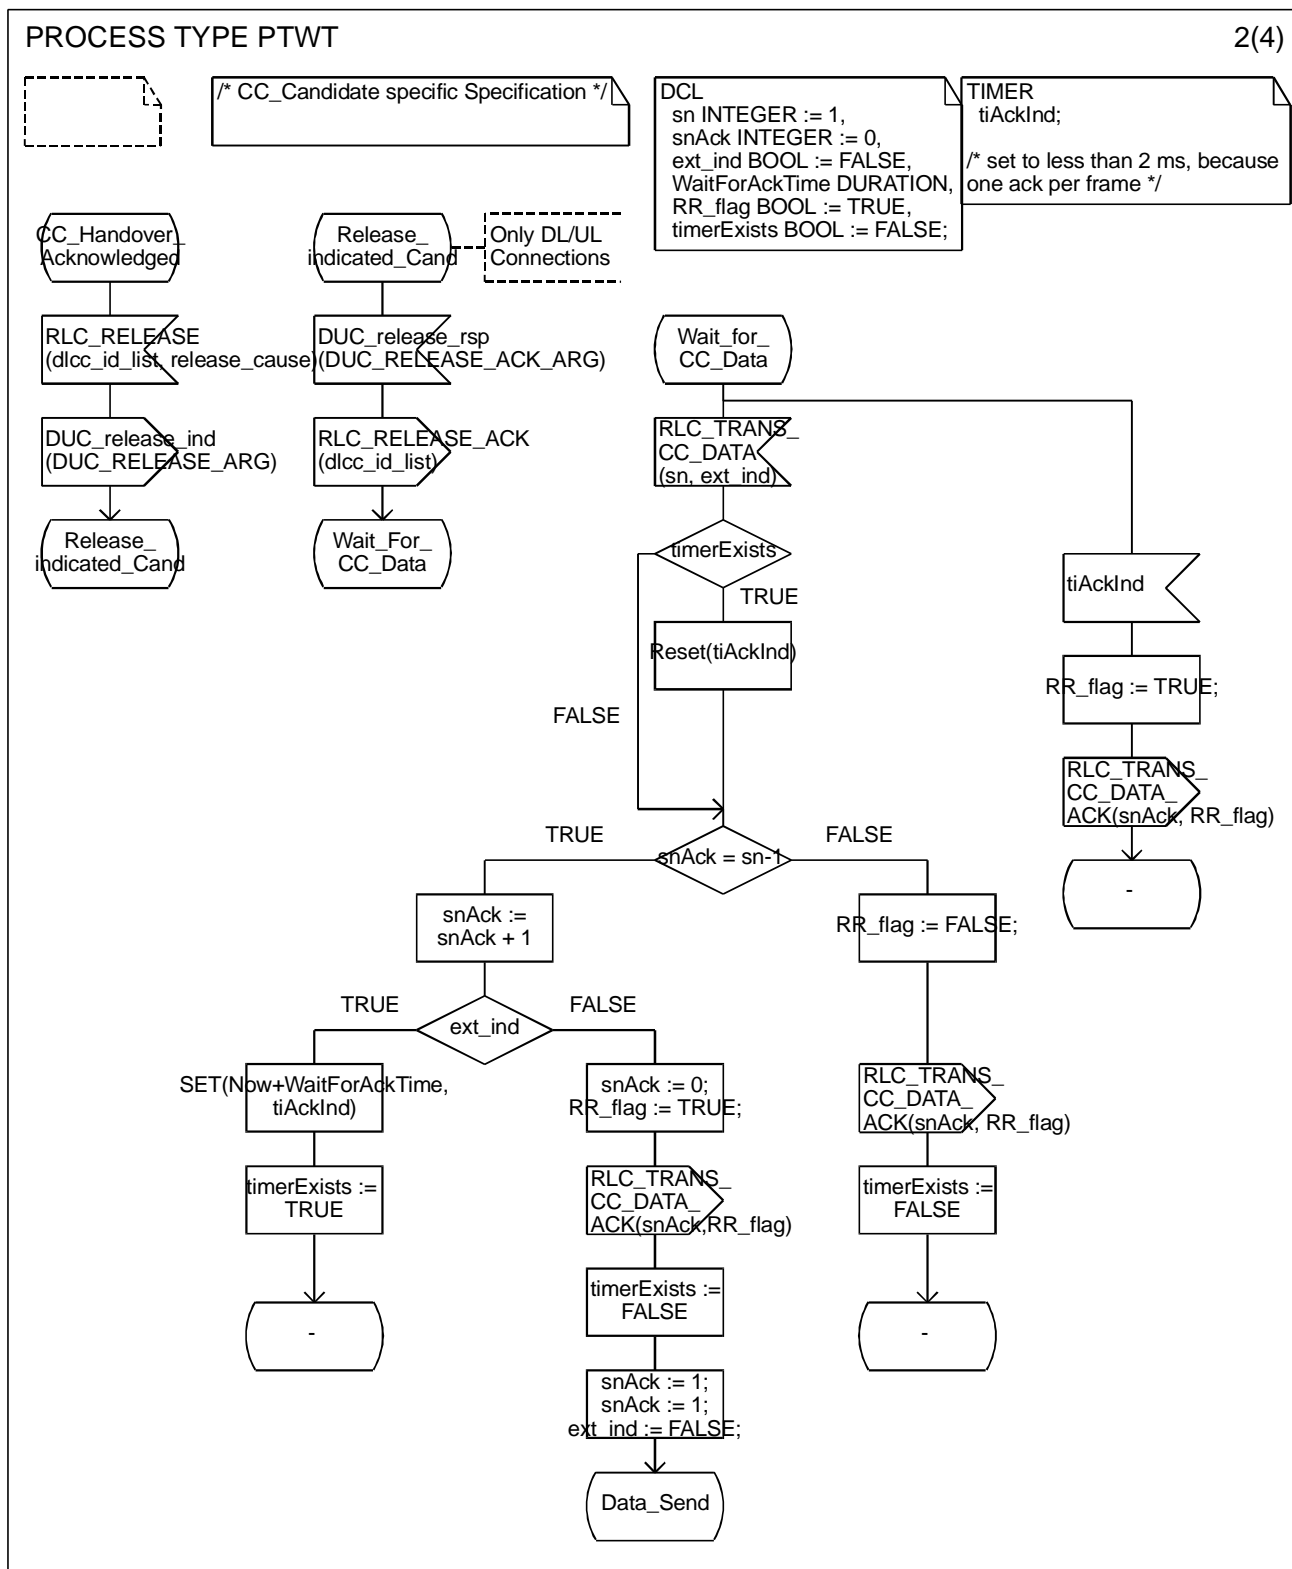 PROCESS TYPE PTWT
2(4)
/* CC_Candidate specific Specification */
DCL
sn INTEGER := 1,
snAck INTEGER := 0,
ext_ind BOOL := FALSE,
WaitForAckTime DURATION,
RR_flag BOOL := TRUE,
timerExists BOOL := FALSE;
TIMER
tiAckInd;
/* set to less than 2 ms, because
one ack per frame */
CC_Handover_
Acknowledged
RLC_RELEASE
(dlcc_id_list, release_cause)
DUC_release_ind
(DUC_RELEASE_ARG)
Release_
indicated_Cand
Release_
indicated_Cand
Only DL/UL
Connections
DUC_release_rsp
(DUC_RELEASE_ACK_ARG)
RLC_RELEASE_ACK
(dlcc_id_list)
Wait_For_
CC_Data
Wait_for_
CC_Data
RLC_TRANS_
CC_DATA
(sn, ext_ind)
timerExists
TRUE
Reset(tiAckInd)
FALSE
tiAckInd
RR_flag := TRUE;
RLC_TRANS_
CC_DATA_
ACK(snAck, RR_flag)
-
TRUE
snAck = sn-1
FALSE
snAck :=
snAck + 1
RR_flag := FALSE;
TRUE
ext_ind
FALSE
SET(Now+WaitForAckTime,
tiAckInd)
timerExists :=
TRUE
-
snAck := 0;
RR_flag := TRUE;
RLC_TRANS_
CC_DATA_
ACK(snAck,RR_flag)
timerExists :=
FALSE
snAck := 1;
snAck := 1;
ext_ind := FALSE;
Data_Send
RLC_TRANS_
CC_DATA_
ACK(snAck, RR_flag)
timerExists :=
FALSE
-